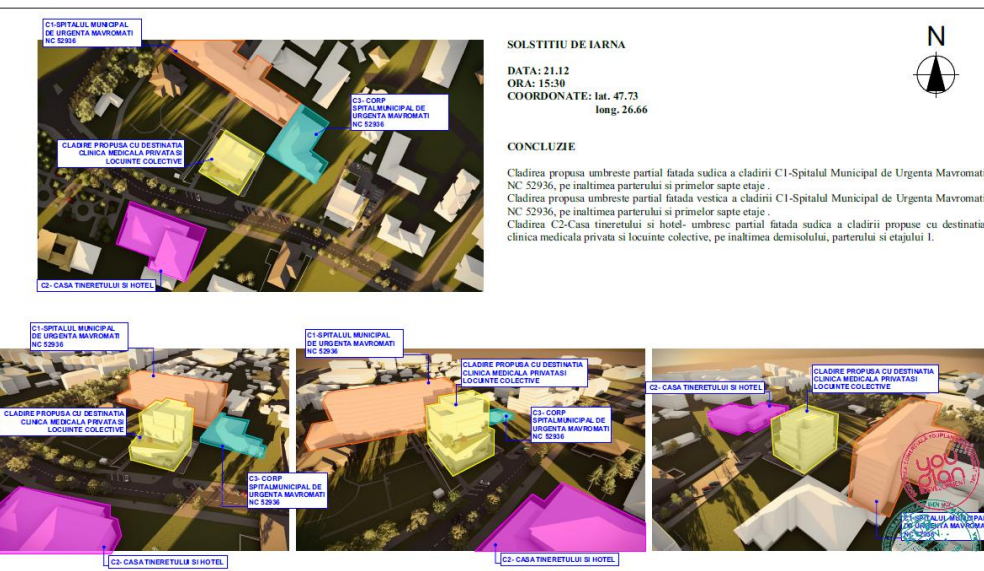 C1-SPITALUL MUNICIPAL
DE URGENTA MAVROMATI
NC 52936
C3- CORP
SPITALMUNICIPAL DE
URGENTA MAVROMATI
NC 52936
CLADIRE PROPUSA CU DESTINATIA
CLINICA MEDICALA PRIVATASI
LOCUINTE COLECTIVE
C2- CASA TINERETULUI SI HOTEL
SOLSTITIU DE IARNA
DATA: 21.12
ORA: 15:30
COORDONATE: lat. 47.73
long. 26.66
N
CONCLUZIE
Cladirea propusa umbreste partial fatada sudica a cladirii C1-Spitalul Municipal de Urgenta Mavromati
NC 52936, pe inaltimea parterului si primelor sapte etaje .
Cladirea propusa umbreste partial fatada vestica a cladirii C1-Spitalul Municipal de Urgenta Mavromati
NC 52936, pe inaltimea parterului si primelor sapte etaje .
Cladirea C2-Casa tineretului si hotel- umbresc partial fatada sudica a cladirii propuse cu destinatia
clinica medicala privata si locuinte colective, pe inaltimea demisolului, parterului si etajului 1.
C1-SPITALUL MUNICIPAL
DE URGENTA MAVROMATI
NC 52936
CLADIRE PROPUSA CU DESTINATIA
CLINICA MEDICALA PRIVATASI
LOCUINTE COLECTIVE
C3- CORP
SPITALMUNICIPAL DE
URGENTA MAVROMATI
NC 52936
C2- CASA TINERETULUI SI HOTEL
C1-SPITALUL MUNICIPAL
DE URGENTA MAVROMATI
NC 52936
CLADIRE PROPUSA CU DESTINATIA
CLINICA MEDICALA PRIVATASI
LOCUINTE COLECTIVE
C3- CORP
SPITALMUNICIPAL DE
URGENTA MAVROMATI
NC 52936
C2- CASA TINERETULUI SI HOTEL
C2- CASA TINERETULUI SI HOTEL
CLADIRE PROPUSA CU DESTINATIA
CLINICA MEDICALA PRIVATASI
LOCUINTE COLECTIVE
you
plan